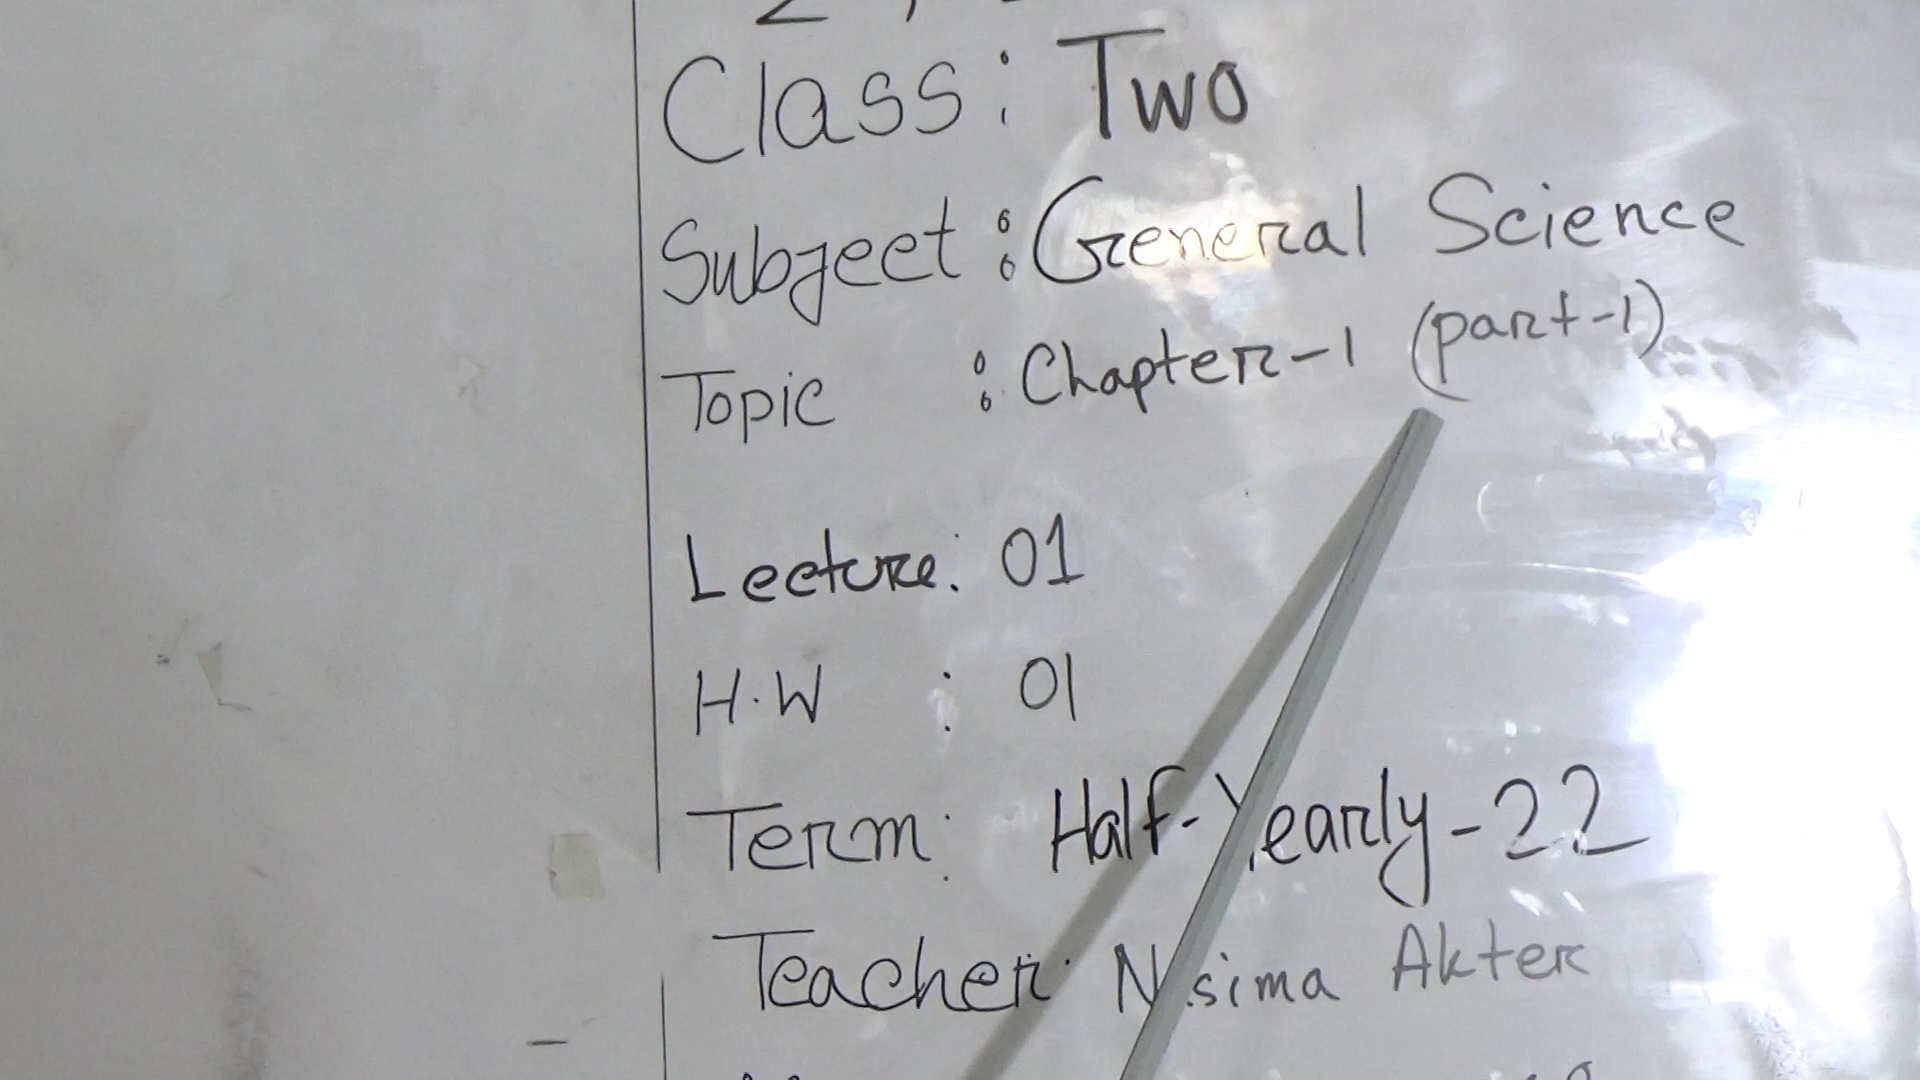 Class: Two
Subject: General Science
Topic : Chapter-1 (part-1)
Lecture: 01
H.W : 01
Term: Half-Yearly-22
Teacher: Akter